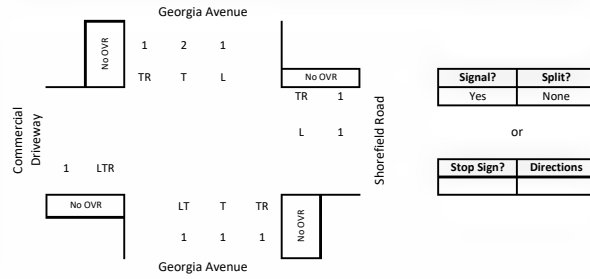 Georgia Avenue
No OVR
1 2 1
TR T L
No OVR
TR 1
L 1
Shorefield Road
Commercial
Driveway
1 LTR
No OVR
LT T TR
1 1 1
No OVR
Georgia Avenue
Signal? Split?
Yes None
or
Stop Sign? Directions